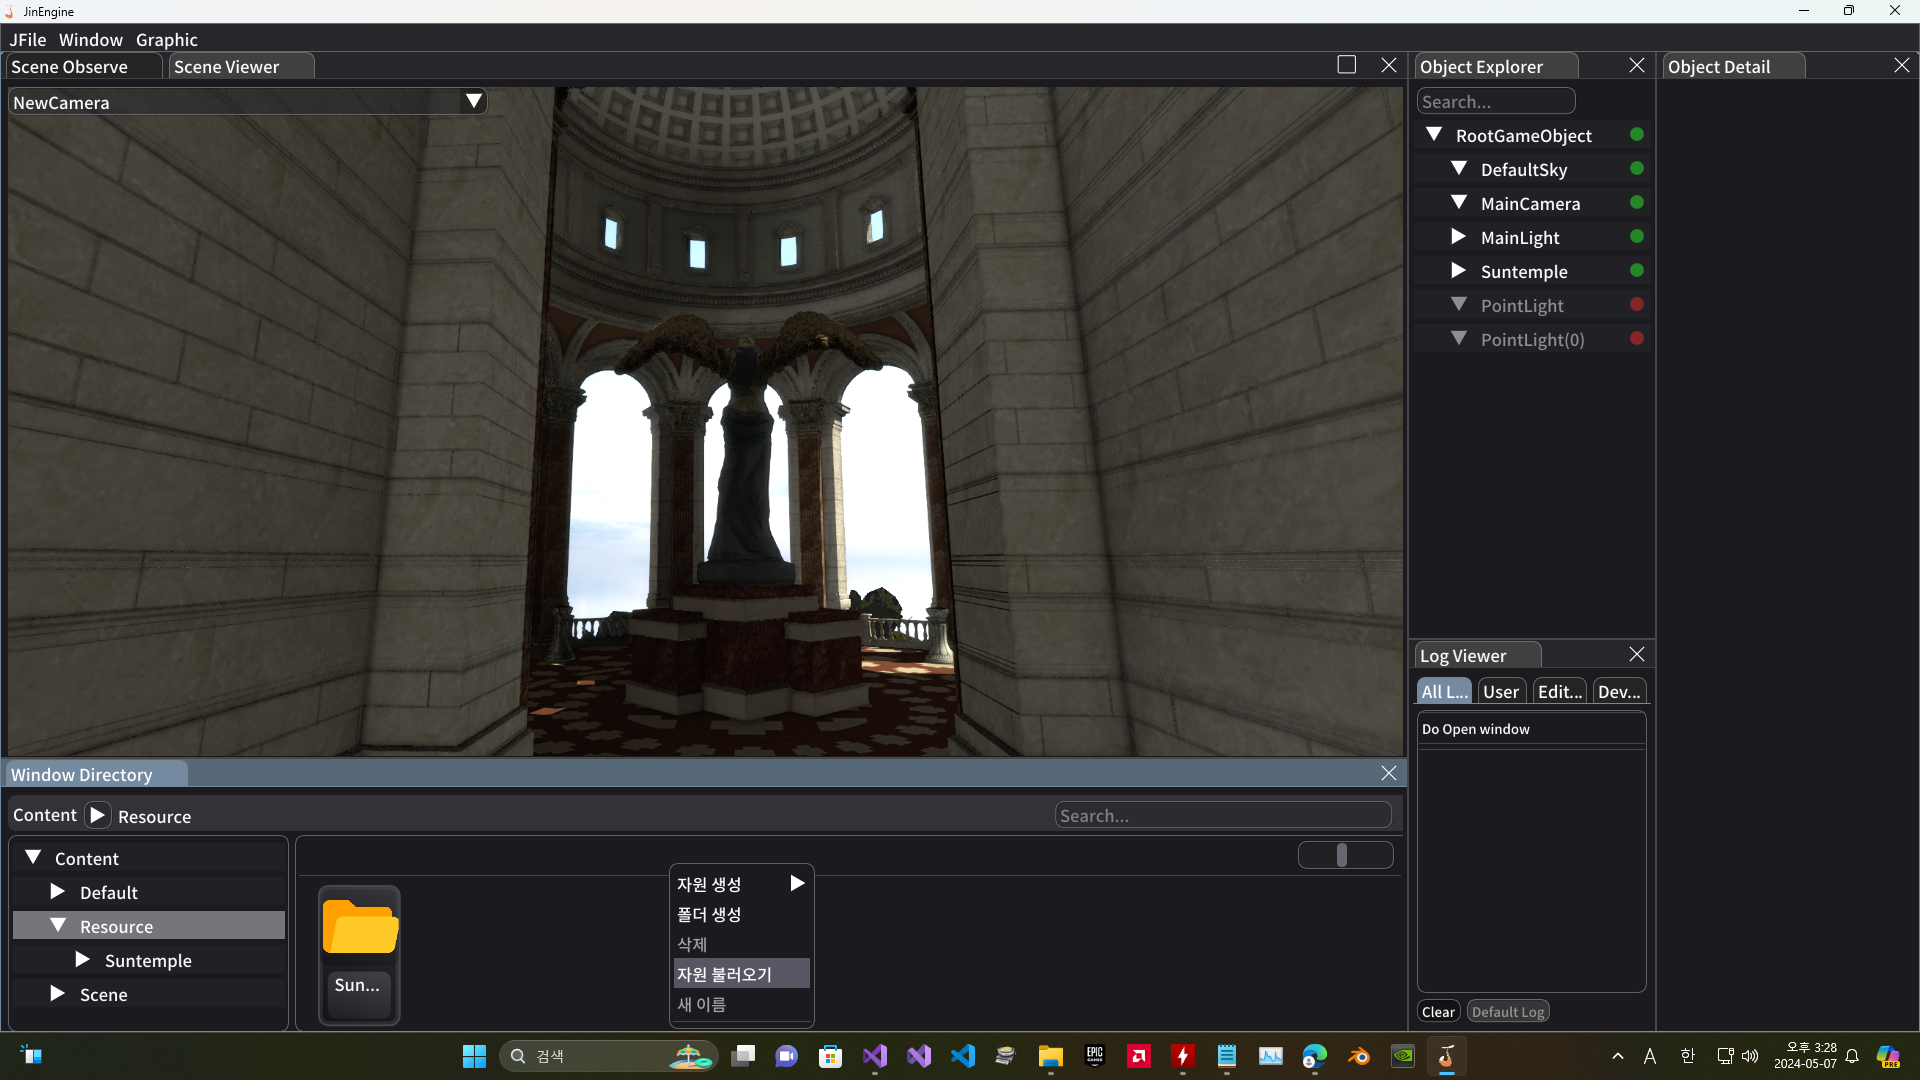 JinEngine
JFile Window Graphic
Scene Observe Scene Viewer
NewCamera
Object Explorer
Search...
RootGameObject
DefaultSky
MainCamera
MainLight
Suntemple
PointLight
PointLight(0)
Object Detail
Log Viewer
All L... User Edit... Dev...
Do Open window
Clear Default Log
Window Directory
Content Resource
Search...
Content
Default
Resource
Suntemple
Scene
Sun...
자원 생성
폴더 생성
삭제
자원 불러오기
새 이름
검색
EPIC GAMES
A 한
오후 3:28
2024-05-07
PRE